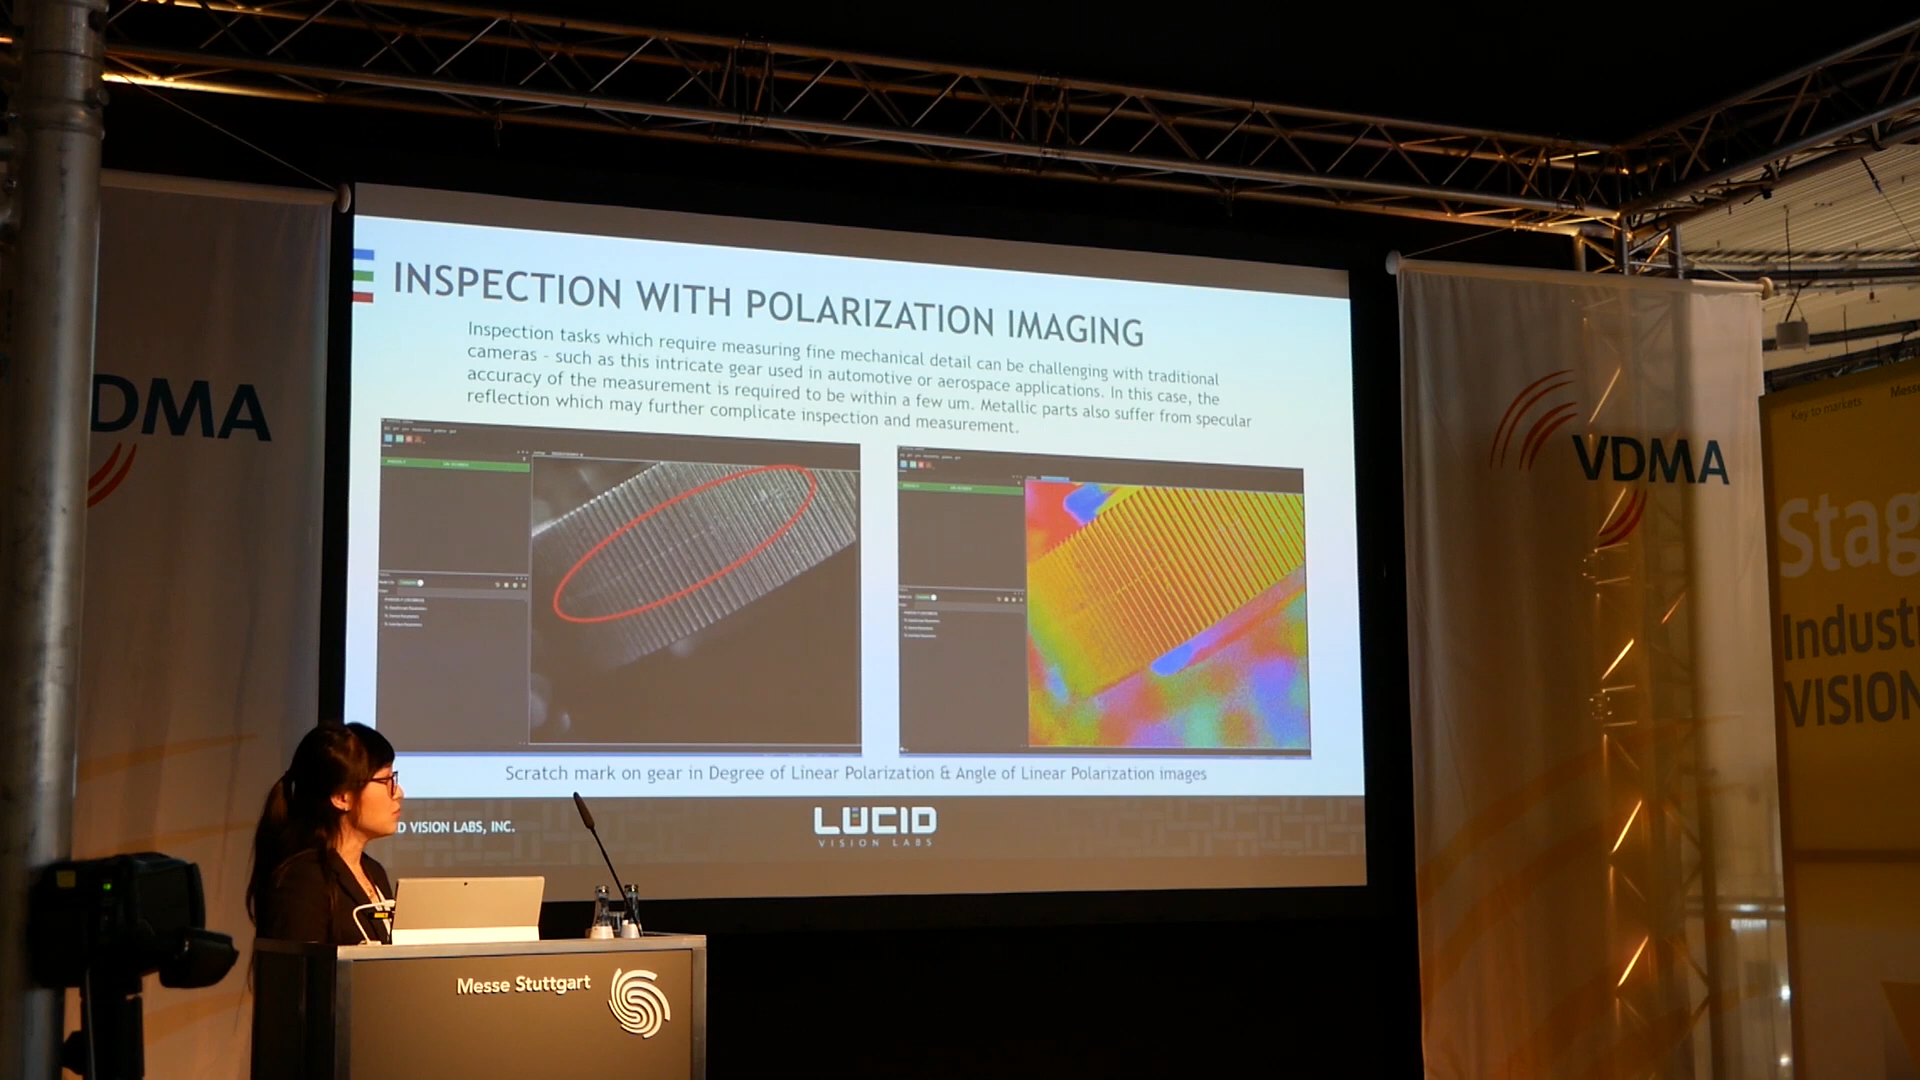 INSPECTION WITH POLARIZATION IMAGING
Inspection tasks which require measuring fine mechanical detail can be challenging with traditional
cameras - such as this intricate gear used in automotive or aerospace applications. In this case, the
accuracy of the measurement is required to be within a few um. Metallic parts also suffer from specular
reflection which may further complicate inspection and measurement.
Scratch mark on gear in Degree of Linear Polarization & Angle of Linear Polarization images
D VISION LABS, INC.
LUCID
VISION LABS
Messe Stuttgart
DMA
VDMA
Key to markets
Messe
Stag
Indust
VISION